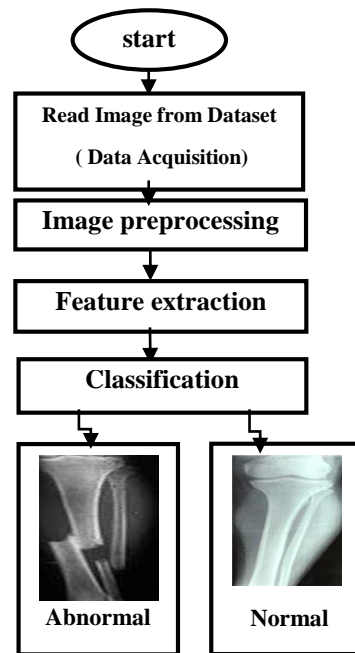 start
Read Image from Dataset
( Data Acquisition)
Image preprocessing
Feature extraction
Classification
Abnormal
Normal